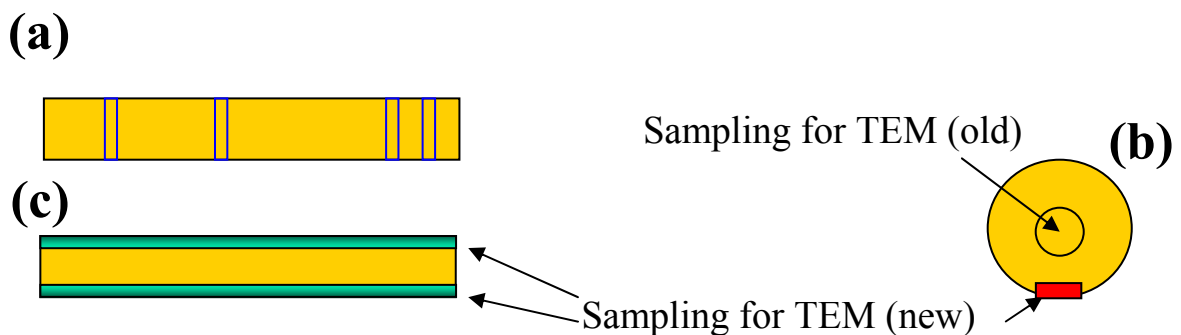 (a)
Sampling for TEM (old)
(b)
(c)
Sampling for TEM (new)